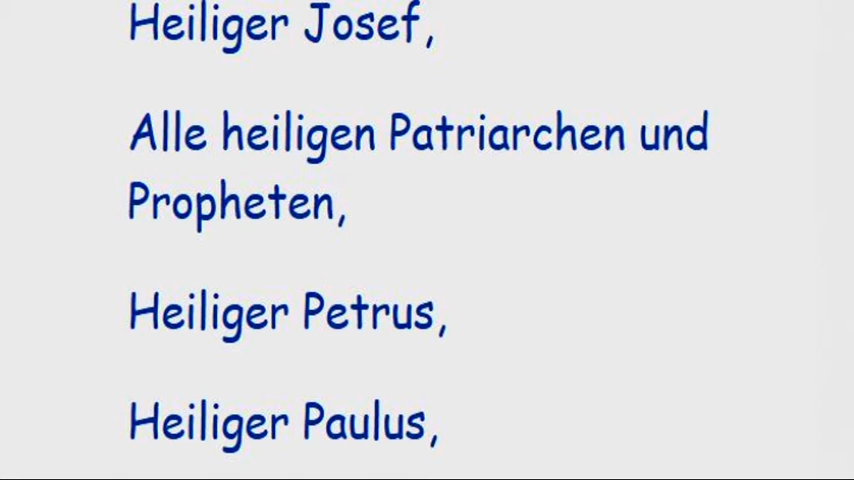 Heiliger Josef,
Alle heiligen Patriarchen und
Propheten,
Heiliger Petrus,
Heiliger Paulus,